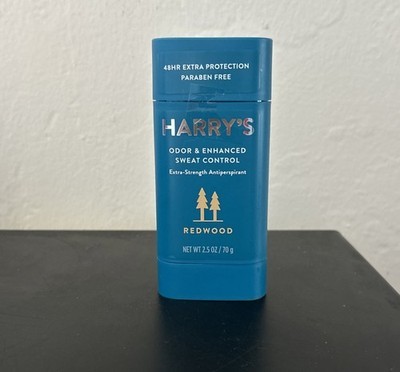 48HR EXTRA PROTECTION
PARABEN FREE
HARRY'S
ODOR & ENHANCED
SWEAT CONTROL
Extra-Strength Antiperspirant
REDWOOD
NET WT 2.5 OZ / 70 g